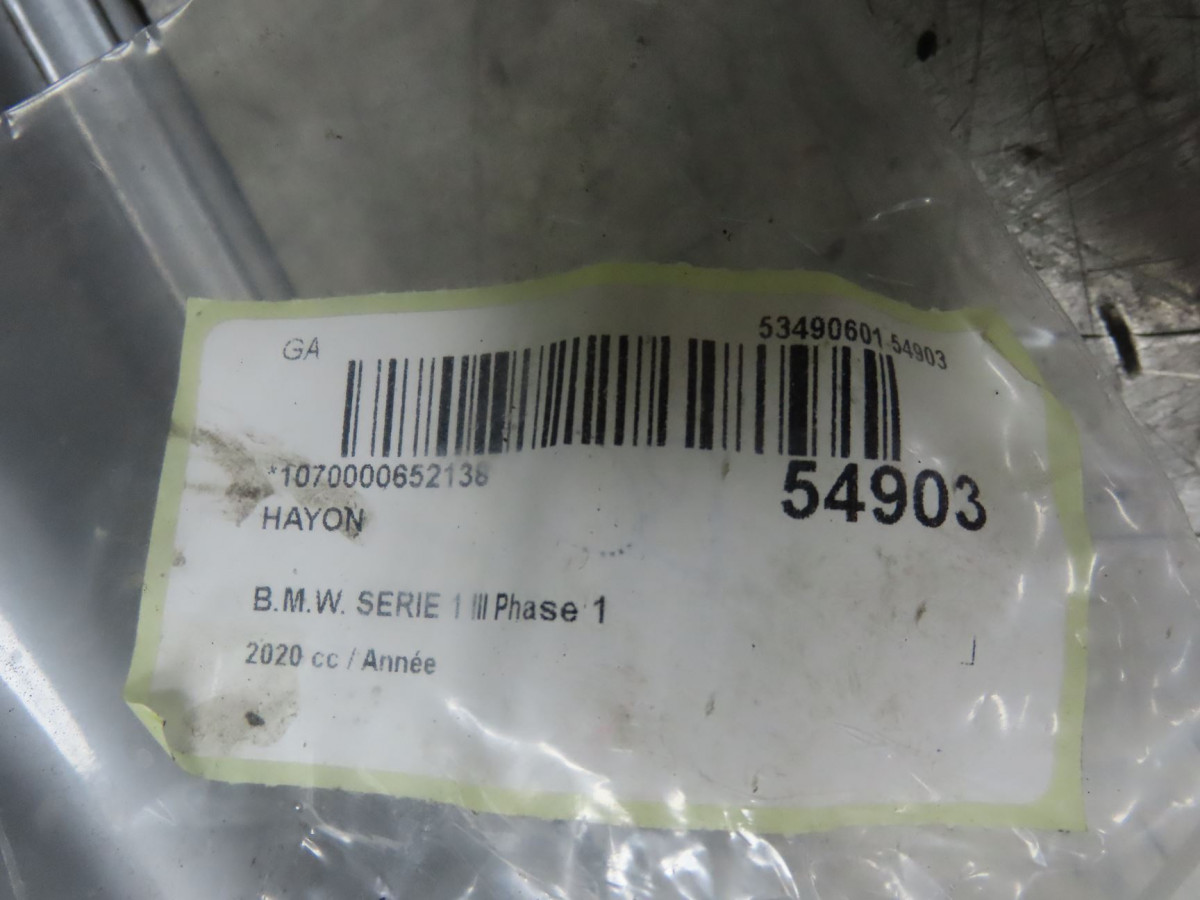 GA
53490601 54903
*1070000652138
54903
HAYON
B.M.W. SERIE 1 III Phase 1
2020 cc / Année